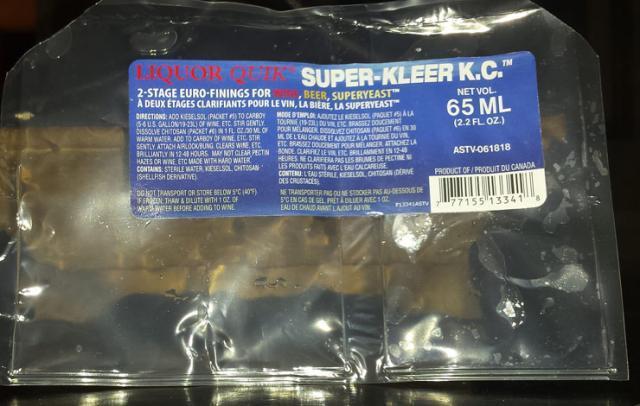 LIQUOR QUIK® SUPER-KLEER K.C.™
2-STAGE EURO-FININGS FOR WINE, BEER, SUPERYEAST™
À DEUX ÉTAGES CLARIFIANTS POUR LE VIN, LA BIÈRE, LA SUPERYEAST™
NET VOL.
65 ML
(2.2 FL. OZ.)
ASTV-061818
PRODUCT OF / PRODUIT DU CANADA
DIRECTIONS: ADD KIESELSOL (PACKET #5) TO CARBOY
(5-6 U.S. GALLON/19-23L) OF WINE, ETC. STIR GENTLY.
DISSOLVE CHITOSAN (PACKET #6) IN 1 FL. OZ./30 ML OF
WARM WATER. ADD TO CARBOY OF WINE, ETC. STIR
GENTLY. ATTACH AIRLOCK/BUNG. CLEARS WINE, ETC.
BRILLIANTLY IN 12-48 HOURS. MAY NOT CLEAR PECTIN
HAZES OR WINE, ETC. MADE WITH HARD WATER.
CONTAINS: STERILE WATER, KIESELSOL, CHITOSAN
(SHELLFISH DERIVATIVE).
DO NOT TRANSPORT OR STORE BELOW 5°C (40°F)
IF FROZEN, THAW & DILUTE WITH 1 OZ. OF
WARM WATER BEFORE ADDING TO WINE.
MODE D'EMPLOI: AJOUTEZ LE KIESELSOL (PAQUET #5) À LA
TOURNIE (19-23L) DU VIN, ETC. BRASSEZ DOUCEMENT
POUR MÉLANGER. DISSOLVEZ CHITOSAN (PAQUET #6) EN 30
ML DE L'EAU CHAUDE ET AJOUTEZ À LA TOURNIE DU VIN,
ETC. BRASSEZ DOUCEMENT POUR MÉLANGER. ATTACHEZ LA
BONDE. CLARIFIEZ LE VIN, ETC. BRILLAMMENT EN 12-48
HEURES. NE CLARIFIERA PAS LES BRUMES DE PECTINE NI
LES PRODUITS FAITS AVEC L'EAU CALCAREUSE.
CONTENU: L'EAU STÉRILE, KIESELSOL, CHITOSAN (DÉRIVÉ
DES CRUSTACÉS).
NE TRANSPORTER PAS OU NE STOCKER PAS AU-DESSOUS DE
5°C EN CAS DE GEL, PRÉT À DILUER AVEC 1 OZ.
EAU DE CHAUD AVANT L'AJOUT AU VIN.
P13341ASTV
7 77155 13341 8